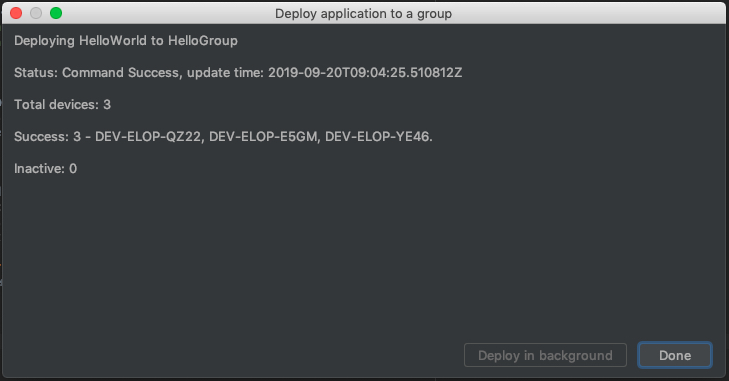 Deploy application to a group
Deploying HelloWorld to HelloGroup
Status: Command Success, update time: 2019-09-20T09:04:25.510812Z
Total devices: 3
Success: 3 - DEV-ELOP-QZ22, DEV-ELOP-E5GM, DEV-ELOP-YE46.
Inactive: 0
Deploy in background
Done